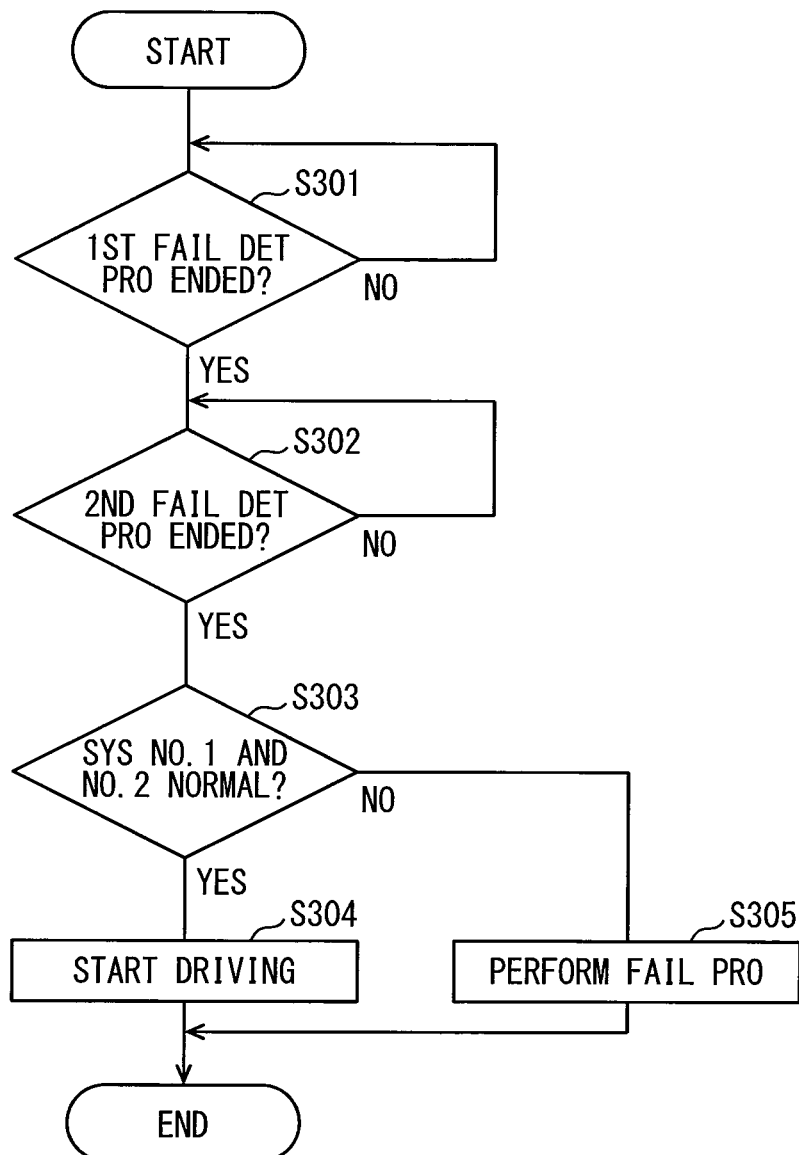 START
S301
1ST FAIL DET
PRO ENDED?
NO
YES
S302
2ND FAIL DET
PRO ENDED?
NO
YES
S303
SYS NO.1 AND
NO.2 NORMAL?
NO
YES
S304
START DRIVING
S305
PERFORM FAIL PRO
END